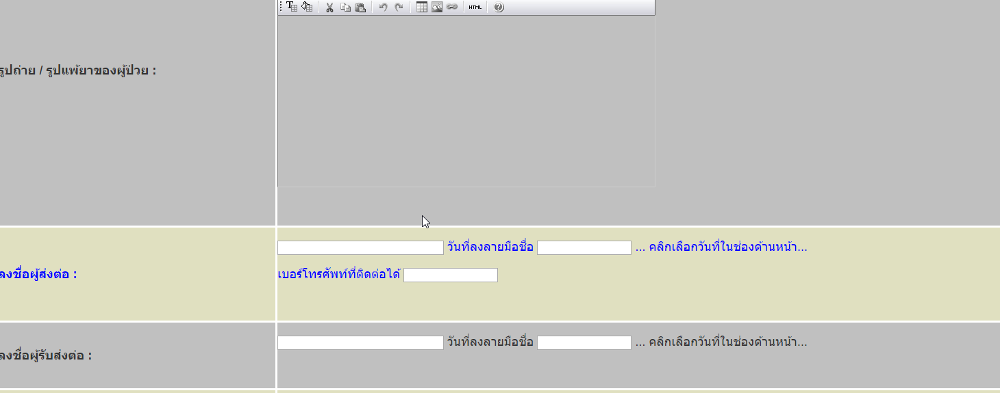 HTML
รูปถ่าย / รูปแพ้ยาของผู้ป่วย :
วันที่ลงลายมือชื่อ ... คลิกเลือกวันที่ในช่องด้านหน้า...
ลงชื่อผู้ส่งต่อ :
เบอร์โทรศัพท์ที่ติดต่อได้
วันที่ลงลายมือชื่อ ... คลิกเลือกวันที่ในช่องด้านหน้า...
ลงชื่อผู้รับส่งต่อ :